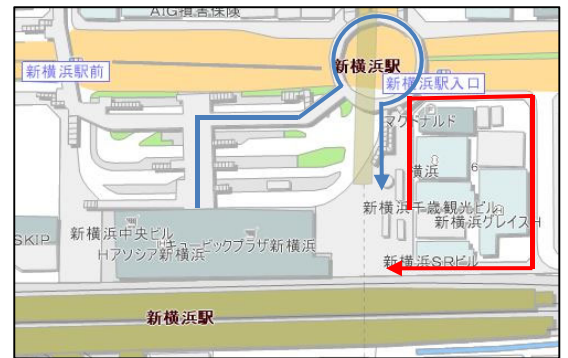 AIG損害保険
新横浜駅
新横浜駅前
新横浜駅入口
マクドナルド
横浜
6
新横浜千歳観光ビル
新横浜グレイスH
新横浜中央ビル
キュービックプラザ新横浜
SKIP
Hアソシア新横浜
新横浜SRビル
新横浜駅